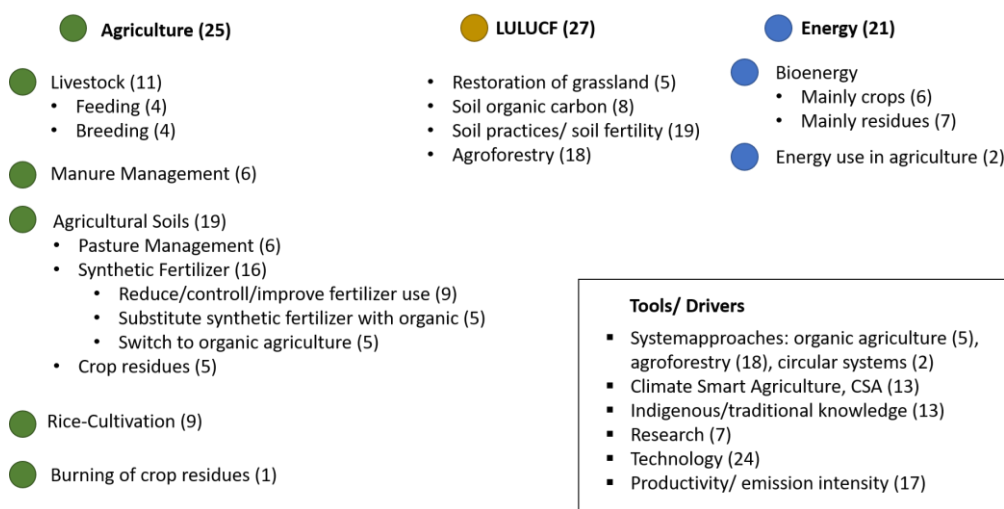 Agriculture (25)
Livestock (11)
• Feeding (4)
• Breeding (4)
Manure Management (6)
Agricultural Soils (19)
• Pasture Management (6)
• Synthetic Fertilizer (16)
• Reduce/controll/improve fertilizer use (9)
• Substitute synthetic fertilizer with organic (5)
• Switch to organic agriculture (5)
• Crop residues (5)
Rice-Cultivation (9)
Burning of crop residues (1)
LULUCF (27)
• Restoration of grassland (5)
• Soil organic carbon (8)
• Soil practices/ soil fertility (19)
• Agroforestry (18)
Energy (21)
Bioenergy
• Mainly crops (6)
• Mainly residues (7)
Energy use in agriculture (2)
Tools/ Drivers
▪ Systemapproaches: organic agriculture (5),
agroforestry (18), circular systems (2)
▪ Climate Smart Agriculture, CSA (13)
▪ Indigenous/traditional knowledge (13)
▪ Research (7)
▪ Technology (24)
▪ Productivity/ emission intensity (17)